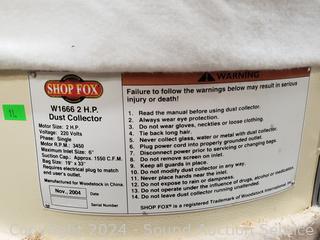 SHOP FOX
W1666 2 H.P.
Dust Collector
Motor Size: 2 H.P.
Voltage: 220 Volts
Phase: Single
Motor R.P.M.: 3450
Maximum Inlet: 6"
Suction Cap.: Approx. 1550 C.F.M.
Bag Size: 19" x 33"
Requires electrical plug to match
end user's outlet.
Manufactured for Woodstock in China.
Nov., 2004
Date
Serial Number
WARNING
Failure to follow the warnings below may result in serious
injury or death!
1. Read the manual before using dust collector.
2. Always wear eye protection.
3. Do not wear gloves, neckties or loose clothing.
4. Tie back long hair.
5. Never collect glass, water or metal with dust collector.
6. Plug power cord into properly grounded outlet.
7. Disconnect power prior to servicing or changing bags.
8. Do not remove screen on inlet.
9. Keep all guards in place.
10. Do not modify dust collector in any way.
11. Never place hands near the inlet.
12. Do not expose to rain or use in wet areas.
13. Do not operate under the influence of drugs, alcohol or medication.
14. Do not leave dust collector running unattended.
SHOP FOX® is a registered Trademark of Woodstock International
© 2024 - Sound Auction Service